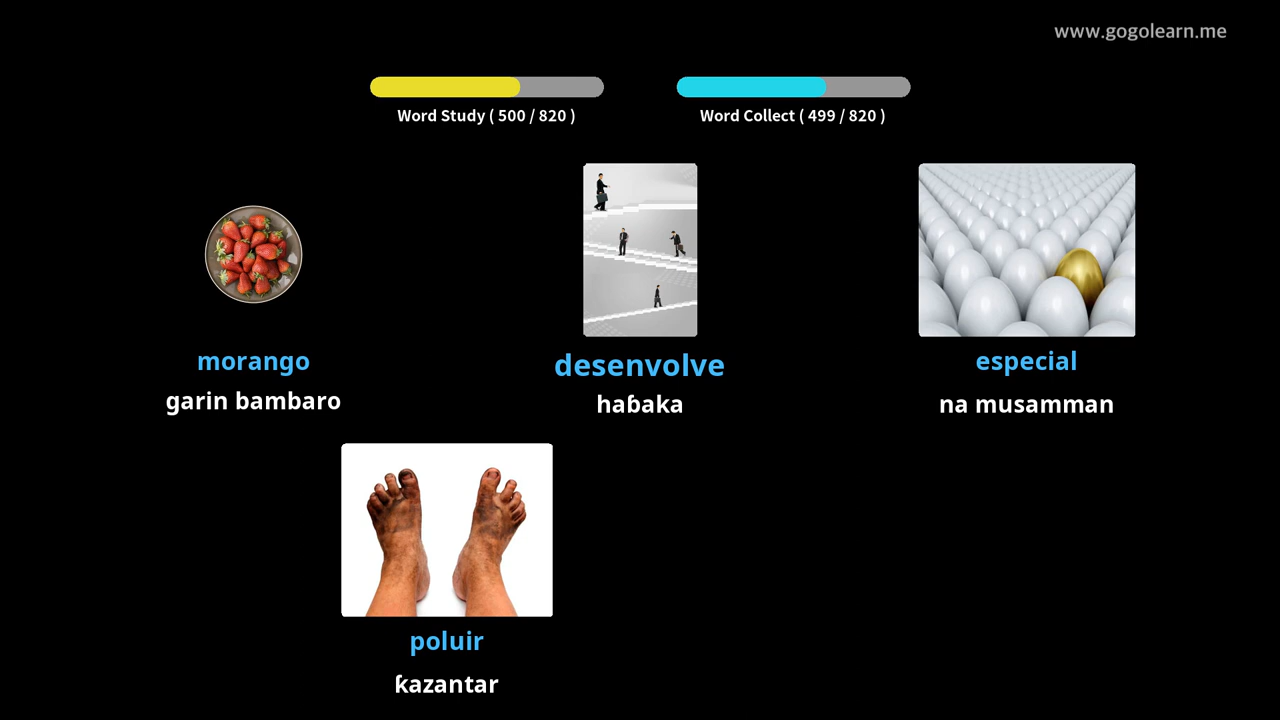 www.gogolearn.me
Word Study ( 500 / 820 )
Word Collect ( 499 / 820 )
morango
desenvolve
especial
garin bambaro
haɓaka
na musamman
poluir
ƙazantar